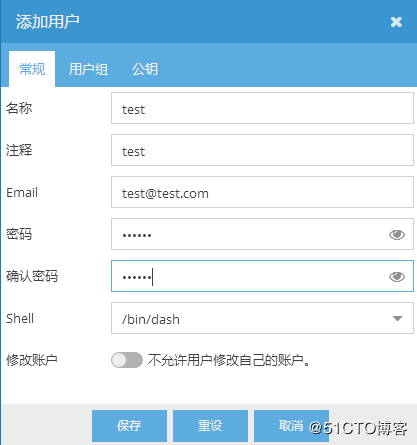 添加用户
常规 用户组 公钥
名称 test
注释 test
Email test@test.com
密码 ••••••
确认密码 ••••••
Shell /bin/dash
修改账户 不允许用户修改自己的账户。
保存 重设 取消
@51CTO博客